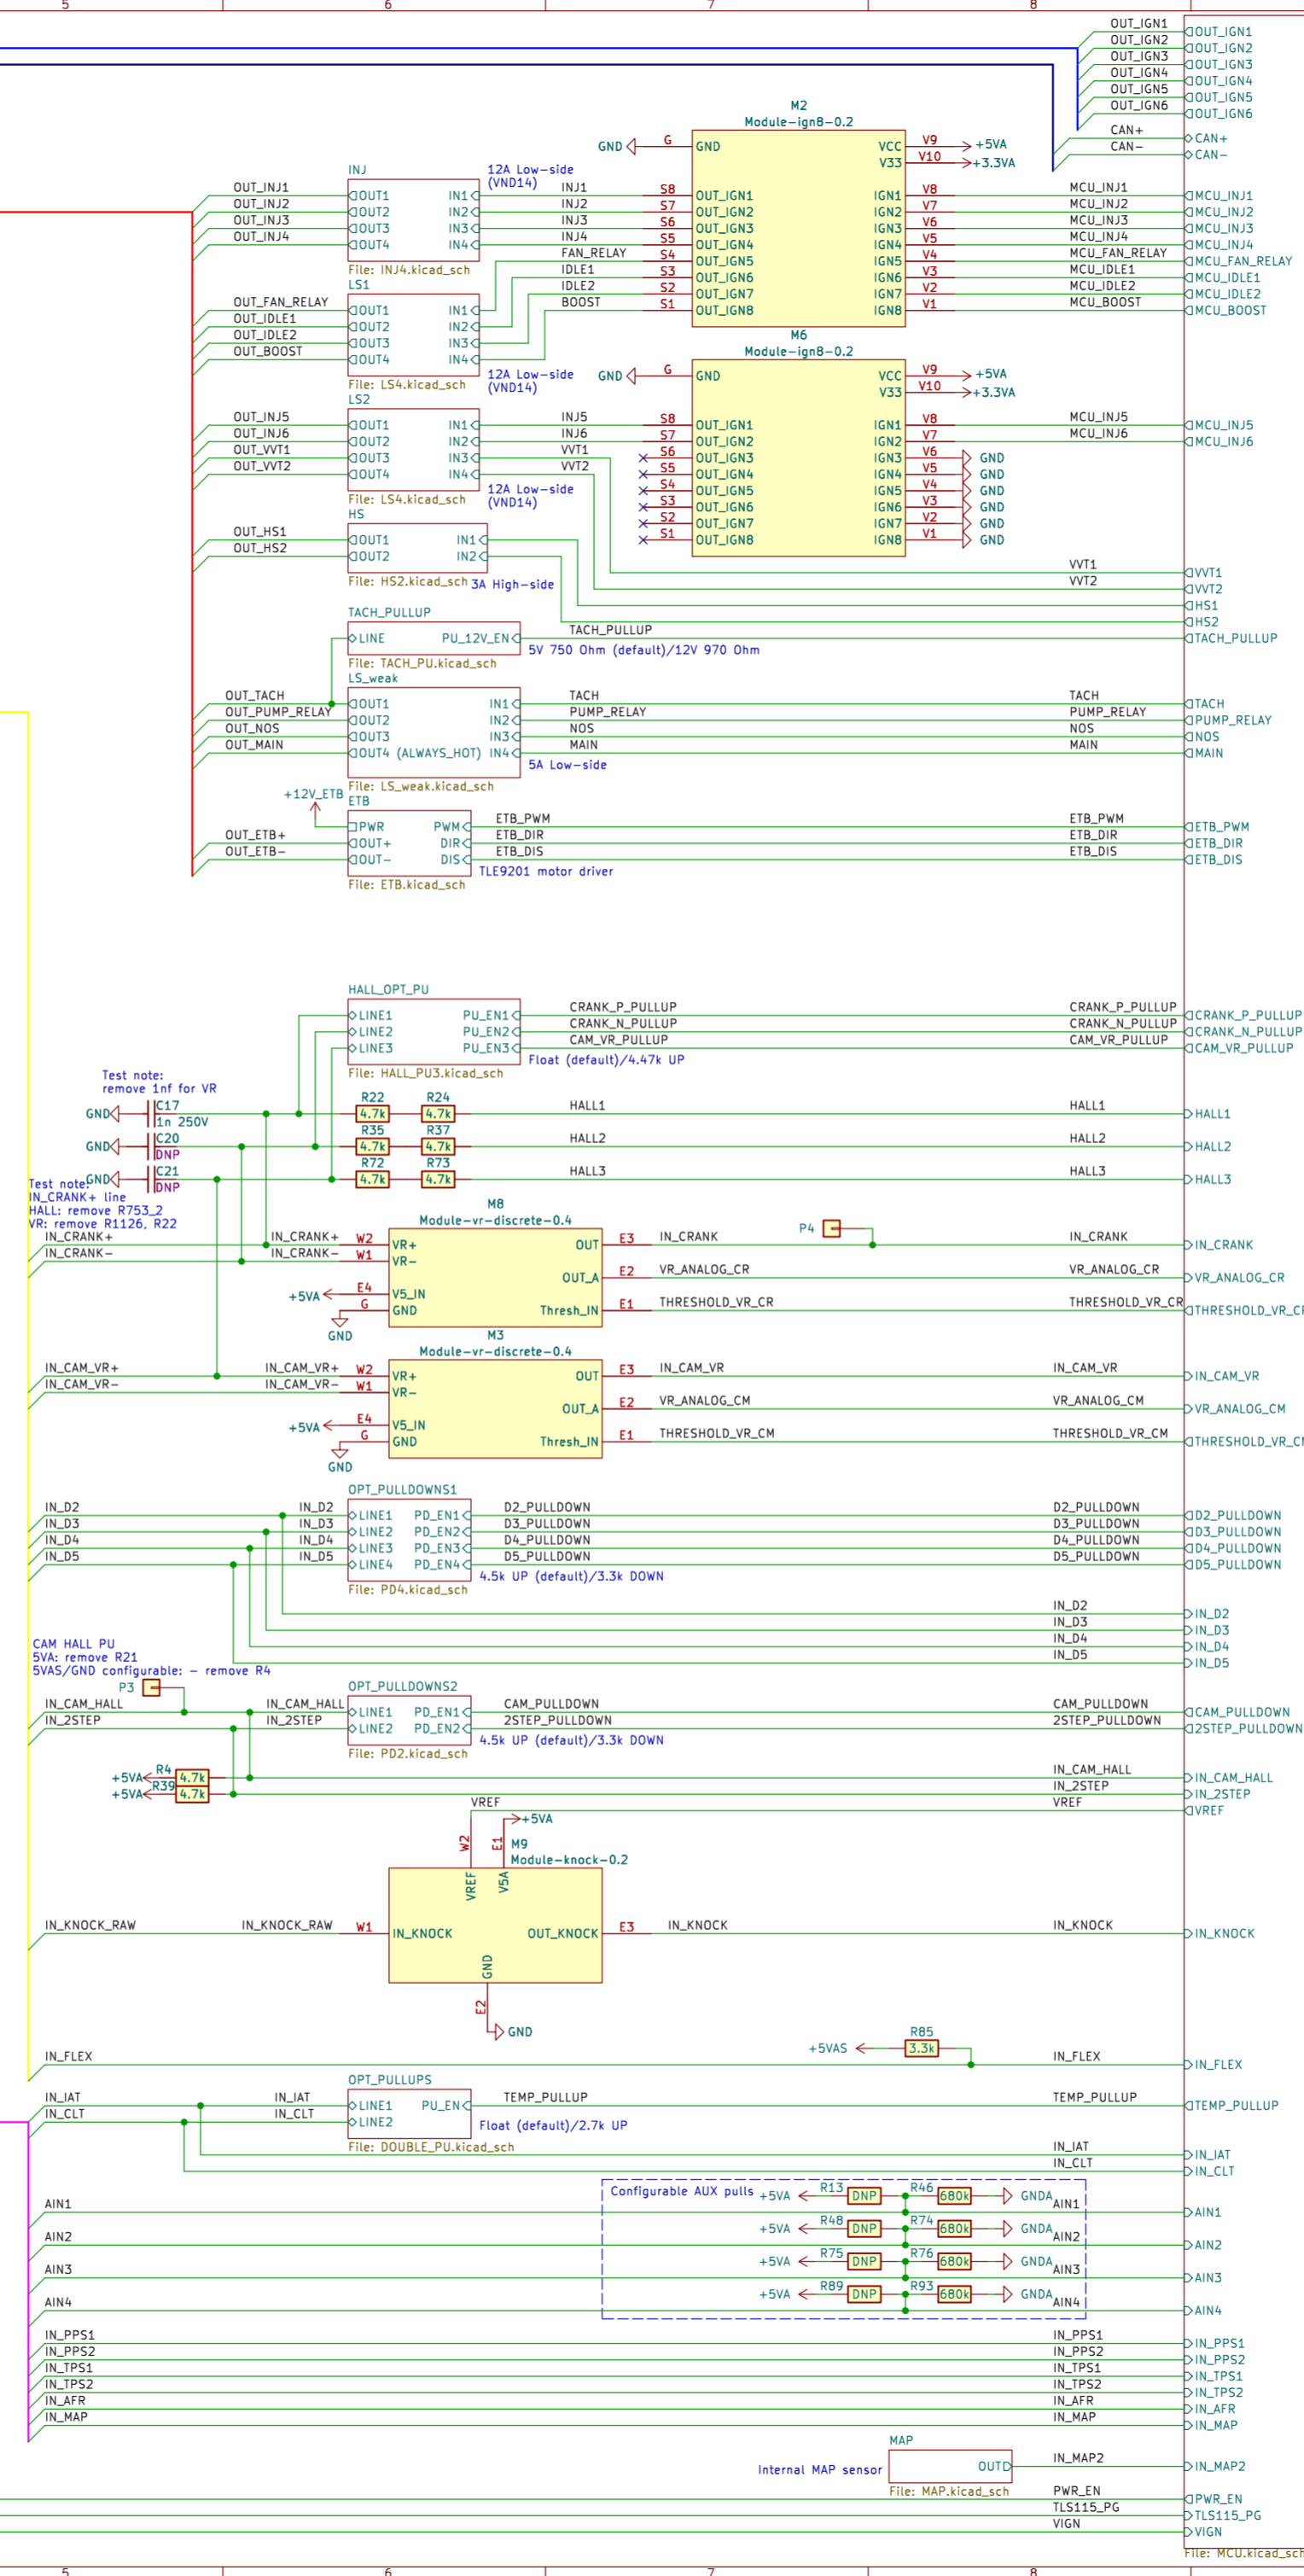 5 6 7 8
OUT_IGN1 OUT_IGN1
OUT_IGN2 OUT_IGN2
OUT_IGN3 OUT_IGN3
OUT_IGN4 OUT_IGN4
OUT_IGN5 OUT_IGN5
OUT_IGN6 OUT_IGN6
CAN+ CAN+
CAN- CAN-
M2
Module-ign8-0.2
GND G GND VCC V9 +5VA
V33 V10 +3.3VA
INJ 12A Low-side
(VND14)
OUT_INJ1 OUT1 IN1 INJ1 S8 OUT_IGN1 IGN1 V8 MCU_INJ1 MCU_INJ1
OUT_INJ2 OUT2 IN2 INJ2 S7 OUT_IGN2 IGN2 V7 MCU_INJ2 MCU_INJ2
OUT_INJ3 OUT3 IN3 INJ3 S6 OUT_IGN3 IGN3 V6 MCU_INJ3 MCU_INJ3
OUT_INJ4 OUT4 IN4 INJ4 S5 OUT_IGN4 IGN4 V5 MCU_INJ4 MCU_INJ4
FAN_RELAY S4 OUT_IGN5 IGN5 V4 MCU_FAN_RELAY MCU_FAN_RELAY
File: INJ4.kicad_sch
IDLE1 S3 OUT_IGN6 IGN6 V3 MCU_IDLE1 MCU_IDLE1
LS1
IDLE2 S2 OUT_IGN7 IGN7 V2 MCU_IDLE2 MCU_IDLE2
BOOST S1 OUT_IGN8 IGN8 V1 MCU_BOOST MCU_BOOST
OUT_FAN_RELAY OUT1 IN1
OUT_IDLE1 OUT2 IN2
OUT_IDLE2 OUT3 IN3
OUT_BOOST OUT4 IN4
File: LS4.kicad_sch
12A Low-side
(VND14)
M6
Module-ign8-0.2
GND G GND VCC V9 +5VA
V33 V10 +3.3VA
LS2
OUT_INJ5 OUT1 IN1 INJ5 S8 OUT_IGN1 IGN1 V8 MCU_INJ5 MCU_INJ5
OUT_INJ6 OUT2 IN2 INJ6 S7 OUT_IGN2 IGN2 V7 MCU_INJ6 MCU_INJ6
OUT_VVT1 OUT3 IN3 VVT1 S6 OUT_IGN3 IGN3 V6 GND
OUT_VVT2 OUT4 IN4 VVT2 S5 OUT_IGN4 IGN4 V5 GND
S4 OUT_IGN5 IGN5 V4 GND
S3 OUT_IGN6 IGN6 V3 GND
S2 OUT_IGN7 IGN7 V2 GND
S1 OUT_IGN8 IGN8 V1 GND
12A Low-side
(VND14)
File: LS4.kicad_sch
HS
OUT_HS1 OUT1 IN1
OUT_HS2 OUT2 IN2
File: HS2.kicad_sch 3A High-side
VVT1 VVT1
VVT2 VVT2
HS1
HS2
TACH_PULLUP
LINE PU_12V_EN TACH_PULLUP TACH_PULLUP
5V 750 Ohm (default)/12V 970 Ohm
File: TACH_PU.kicad_sch
LS_weak
OUT_TACH OUT1 IN1 TACH TACH TACH
OUT_PUMP_RELAY OUT2 IN2 PUMP_RELAY PUMP_RELAY PUMP_RELAY
OUT_NOS OUT3 IN3 NOS NOS NOS
OUT_MAIN OUT4 (ALWAYS_HOT) IN4 MAIN MAIN MAIN
5A Low-side
File: LS_weak.kicad_sch
+12V_ETB ETB
PWR PWM ETB_PWM ETB_PWM ETB_PWM
OUT_ETB+ OUT+ DIR ETB_DIR ETB_DIR ETB_DIR
OUT_ETB- OUT- DIS ETB_DIS ETB_DIS ETB_DIS
TLE9201 motor driver
File: ETB.kicad_sch
HALL_OPT_PU
LINE1 PU_EN1 CRANK_P_PULLUP CRANK_P_PULLUP CRANK_P_PULLUP
LINE2 PU_EN2 CRANK_N_PULLUP CRANK_N_PULLUP CRANK_N_PULLUP
LINE3 PU_EN3 CAM_VR_PULLUP CAM_VR_PULLUP CAM_VR_PULLUP
Float (default)/4.47k UP
File: HALL_PU3.kicad_sch
Test note:
remove 1nf for VR
GND C17 1n 250V R22 4.7k R24 4.7k HALL1 HALL1 HALL1
GND C20 DNP R35 4.7k R37 4.7k HALL2 HALL2 HALL2
GND C21 DNP R72 4.7k R73 4.7k HALL3 HALL3 HALL3
Test note:
IN_CRANK+ line
HALL: remove R753_2
VR: remove R1126, R22
M8
Module-vr-discrete-0.4
P4
IN_CRANK+ IN_CRANK+ W2 VR+ OUT E3 IN_CRANK IN_CRANK IN_CRANK
IN_CRANK- IN_CRANK- W1 VR-
OUT_A E2 VR_ANALOG_CR VR_ANALOG_CR VR_ANALOG_CR
+5VA E4 V5_IN
G GND Thresh_IN E1 THRESHOLD_VR_CR THRESHOLD_VR_CR THRESHOLD_VR_CR
GND
M3
Module-vr-discrete-0.4
IN_CAM_VR+ IN_CAM_VR+ W2 VR+ OUT E3 IN_CAM_VR IN_CAM_VR IN_CAM_VR
IN_CAM_VR- IN_CAM_VR- W1 VR-
OUT_A E2 VR_ANALOG_CM VR_ANALOG_CM VR_ANALOG_CM
+5VA E4 V5_IN
G GND Thresh_IN E1 THRESHOLD_VR_CM THRESHOLD_VR_CM THRESHOLD_VR_CM
GND
OPT_PULLDOWNS1
IN_D2 IN_D2 LINE1 PD_EN1 D2_PULLDOWN D2_PULLDOWN D2_PULLDOWN
IN_D3 IN_D3 LINE2 PD_EN2 D3_PULLDOWN D3_PULLDOWN D3_PULLDOWN
IN_D4 IN_D4 LINE3 PD_EN3 D4_PULLDOWN D4_PULLDOWN D4_PULLDOWN
IN_D5 IN_D5 LINE4 PD_EN4 D5_PULLDOWN D5_PULLDOWN D5_PULLDOWN
4.5k UP (default)/3.3k DOWN
File: PD4.kicad_sch
IN_D2 IN_D2
IN_D3 IN_D3
IN_D4 IN_D4
IN_D5 IN_D5
CAM HALL PU
5VA: remove R21
5VAS/GND configurable: - remove R4
P3
OPT_PULLDOWNS2
IN_CAM_HALL IN_CAM_HALL LINE1 PD_EN1 CAM_PULLDOWN CAM_PULLDOWN CAM_PULLDOWN
IN_2STEP IN_2STEP LINE2 PD_EN2 2STEP_PULLDOWN 2STEP_PULLDOWN 2STEP_PULLDOWN
4.5k UP (default)/3.3k DOWN
File: PD2.kicad_sch
+5VA R4 4.7k IN_CAM_HALL IN_CAM_HALL
+5VA R39 4.7k IN_2STEP IN_2STEP
VREF VREF VREF
+5VA
W2 E1 M9
Module-knock-0.2
VREF V5A
IN_KNOCK_RAW IN_KNOCK_RAW W1 IN_KNOCK OUT_KNOCK E3 IN_KNOCK IN_KNOCK IN_KNOCK
GND
E2
GND
R85
+5VAS 3.3k
IN_FLEX IN_FLEX IN_FLEX
OPT_PULLUPS
IN_IAT IN_IAT LINE1 PU_EN TEMP_PULLUP TEMP_PULLUP TEMP_PULLUP
IN_CLT IN_CLT LINE2
Float (default)/2.7k UP
File: DOUBLE_PU.kicad_sch
IN_IAT IN_IAT
IN_CLT IN_CLT
Configurable AUX pulls
+5VA R13 DNP R46 680k GNDA
AIN1 AIN1 AIN1
+5VA R48 DNP R74 680k GNDA
AIN2 AIN2 AIN2
+5VA R75 DNP R76 680k GNDA
AIN3 AIN3 AIN3
+5VA R89 DNP R93 680k GNDA
AIN4 AIN4 AIN4
IN_PPS1 IN_PPS1 IN_PPS1
IN_PPS2 IN_PPS2 IN_PPS2
IN_TPS1 IN_TPS1 IN_TPS1
IN_TPS2 IN_TPS2 IN_TPS2
IN_AFR IN_AFR IN_AFR
IN_MAP IN_MAP IN_MAP
MAP
Internal MAP sensor OUT IN_MAP2 IN_MAP2
File: MAP.kicad_sch
PWR_EN PWR_EN
TLS115_PG TLS115_PG
VIGN VIGN
File: MCU.kicad_sch
5 6 7 8